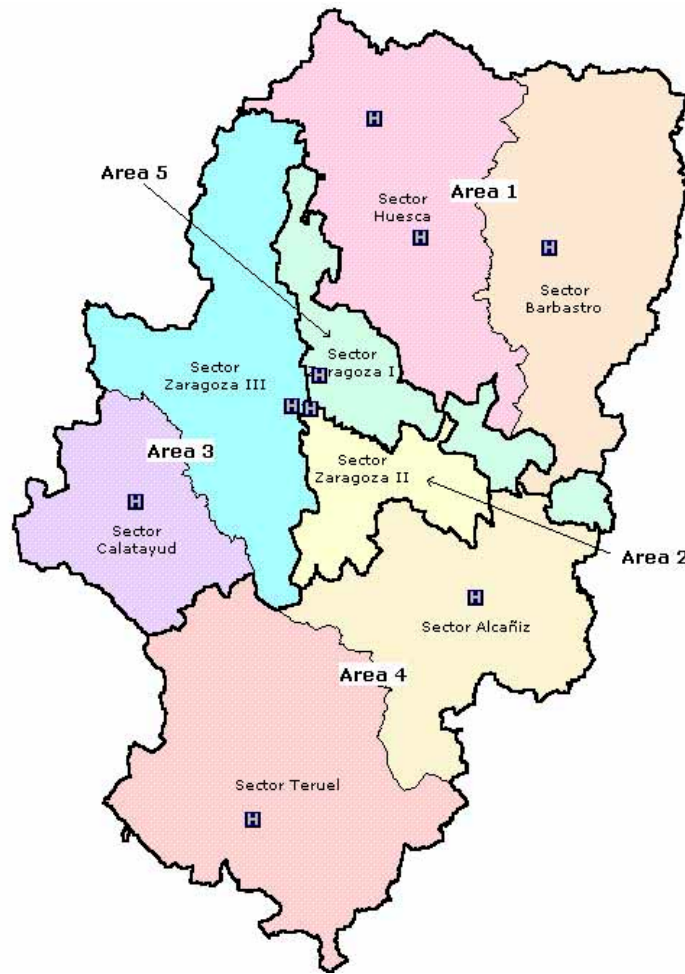 Area 5
Area 1
Sector
Huesca
Sector
Barbastro
Sector
Zaragoza I
Sector
Zaragoza III
Area 3
Sector
Zaragoza II
Sector
Calatayud
Area 2
Sector Alcañiz
Area 4
Sector Teruel
H
H
H
H
H
H
H
H
H